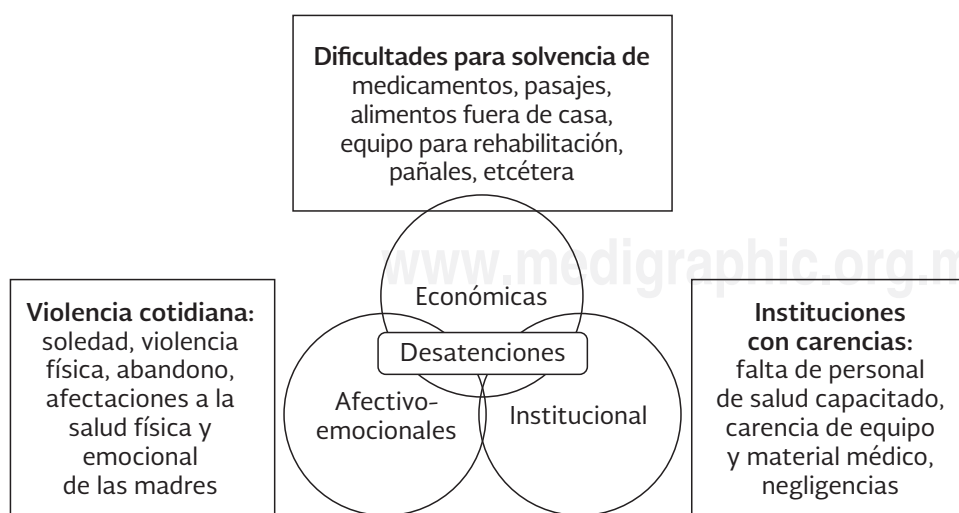 Dificultades para solvencia de
medicamentos, pasajes,
alimentos fuera de casa,
equipo para rehabilitación,
pañales, etcétera
www.medigraphic.org.m
Violencia cotidiana:
soledad, violencia
física, abandono,
afectaciones a la
salud física y
emocional
de las madres
Económicas
Desatenciones
Afectivo-
emocionales
Institucional
Instituciones
con carencias:
falta de personal
de salud capacitado,
carencia de equipo
y material médico,
negligencias